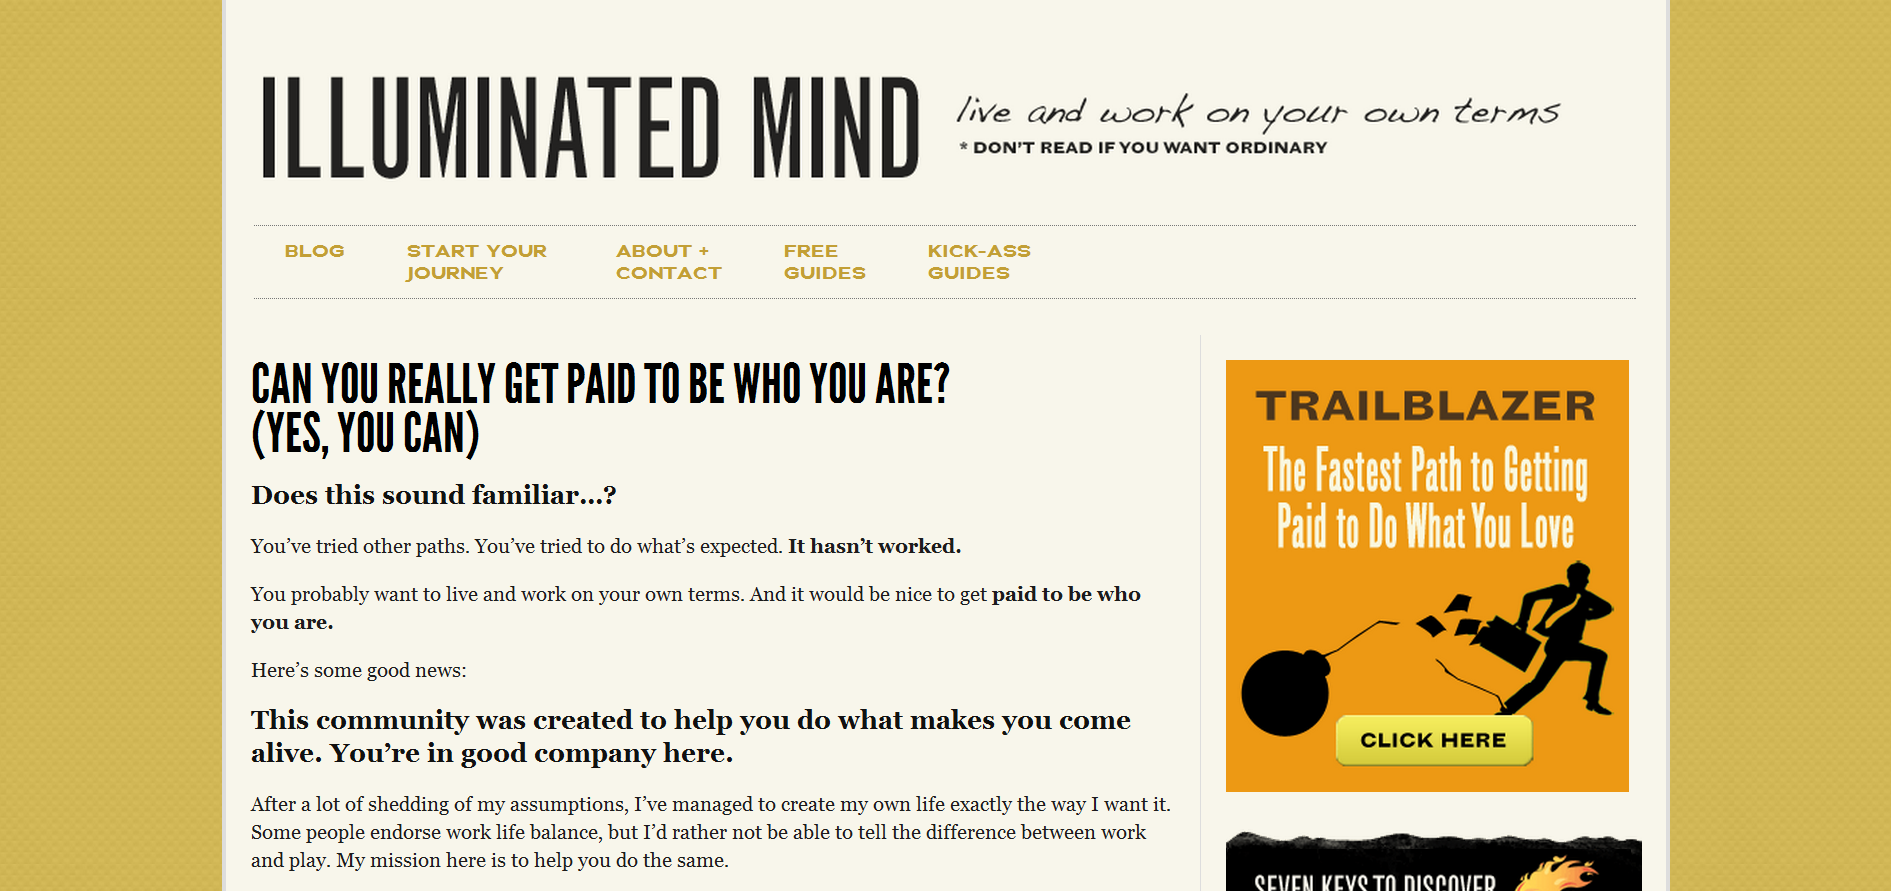 ILLUMINATED MIND
live and work on your own terms
* DON'T READ IF YOU WANT ORDINARY
BLOG
START YOUR
JOURNEY
ABOUT +
CONTACT
FREE
GUIDES
KICK-ASS
GUIDES
CAN YOU REALLY GET PAID TO BE WHO YOU ARE?
(YES, YOU CAN)
Does this sound familiar…?
You’ve tried other paths. You’ve tried to do what’s expected. It hasn’t worked.
You probably want to live and work on your own terms. And it would be nice to get paid to be who
you are.
Here’s some good news:
This community was created to help you do what makes you come
alive. You’re in good company here.
After a lot of shedding of my assumptions, I’ve managed to create my own life exactly the way I want it.
Some people endorse work life balance, but I’d rather not be able to tell the difference between work
and play. My mission here is to help you do the same.
TRAILBLAZER
The Fastest Path to Getting
Paid to Do What You Love
CLICK HERE
SEVEN KEYS TO DISCOVER